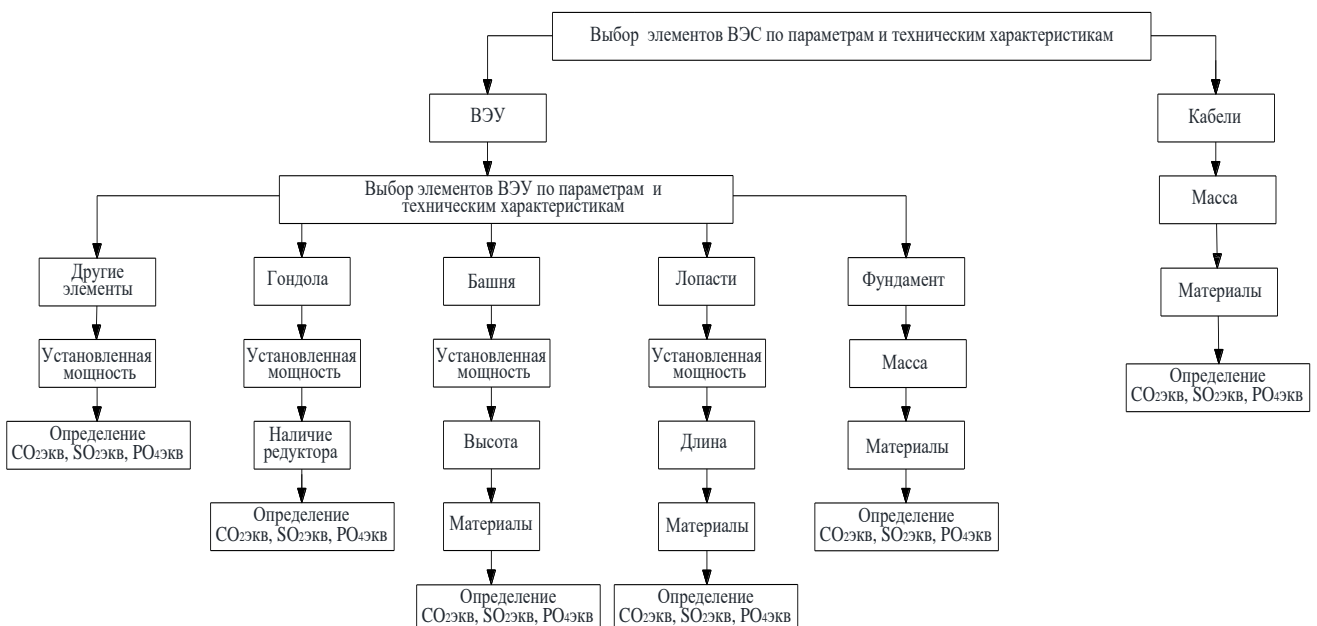 Выбор элементов ВЭС по параметрам и техническим характеристикам
ВЭУ
Кабели
Выбор элементов ВЭУ по параметрам и
техническим характеристикам
Масса
Другие
элементы
Гондола
Башня
Лопасти
Фундамент
Материалы
Установленная
мощность
Установленная
мощность
Установленная
мощность
Установленная
мощность
Масса
Определение
CO2экв, SO2экв, PO4экв
Определение
CO2экв, SO2экв, PO4экв
Наличие
редуктора
Высота
Длина
Материалы
Определение
CO2экв, SO2экв, PO4экв
Материалы
Материалы
Определение
CO2экв, SO2экв, PO4экв
Определение
CO2экв, SO2экв, PO4экв
Определение
CO2экв, SO2экв, PO4экв